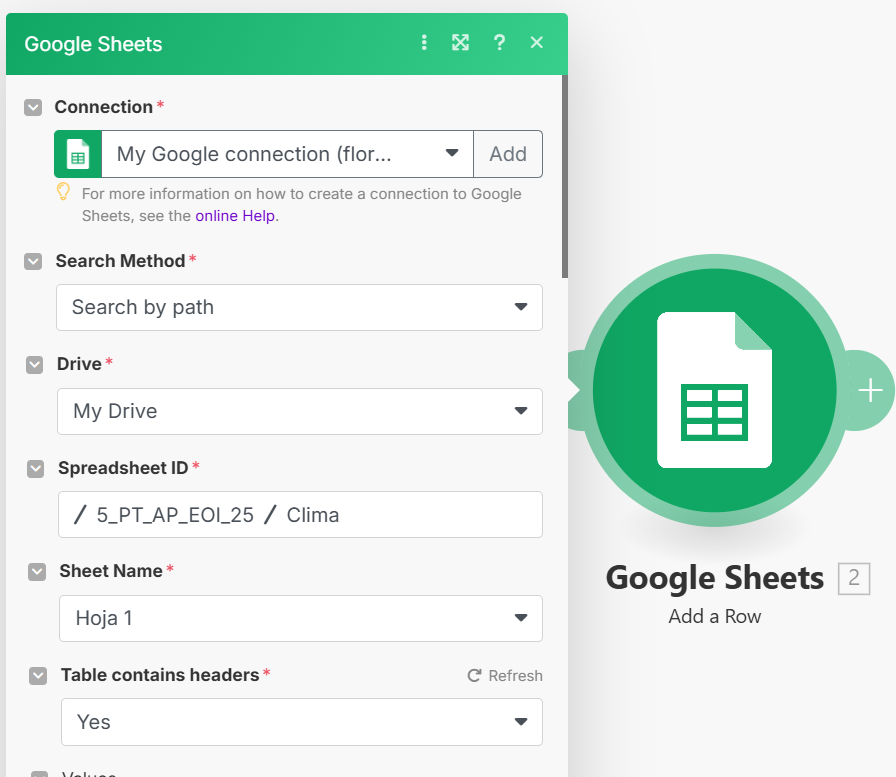 Google Sheets
?
Connection *
My Google connection (flor...
Add
For more information on how to create a connection to Google
Sheets, see the online Help.
Search Method *
Search by path
Drive *
My Drive
Spreadsheet ID *
/ 5_PT_AP_EOI_25 / Clima
Sheet Name *
Hoja 1
Table contains headers *
Refresh
Yes
Values
Google Sheets 2
Add a Row